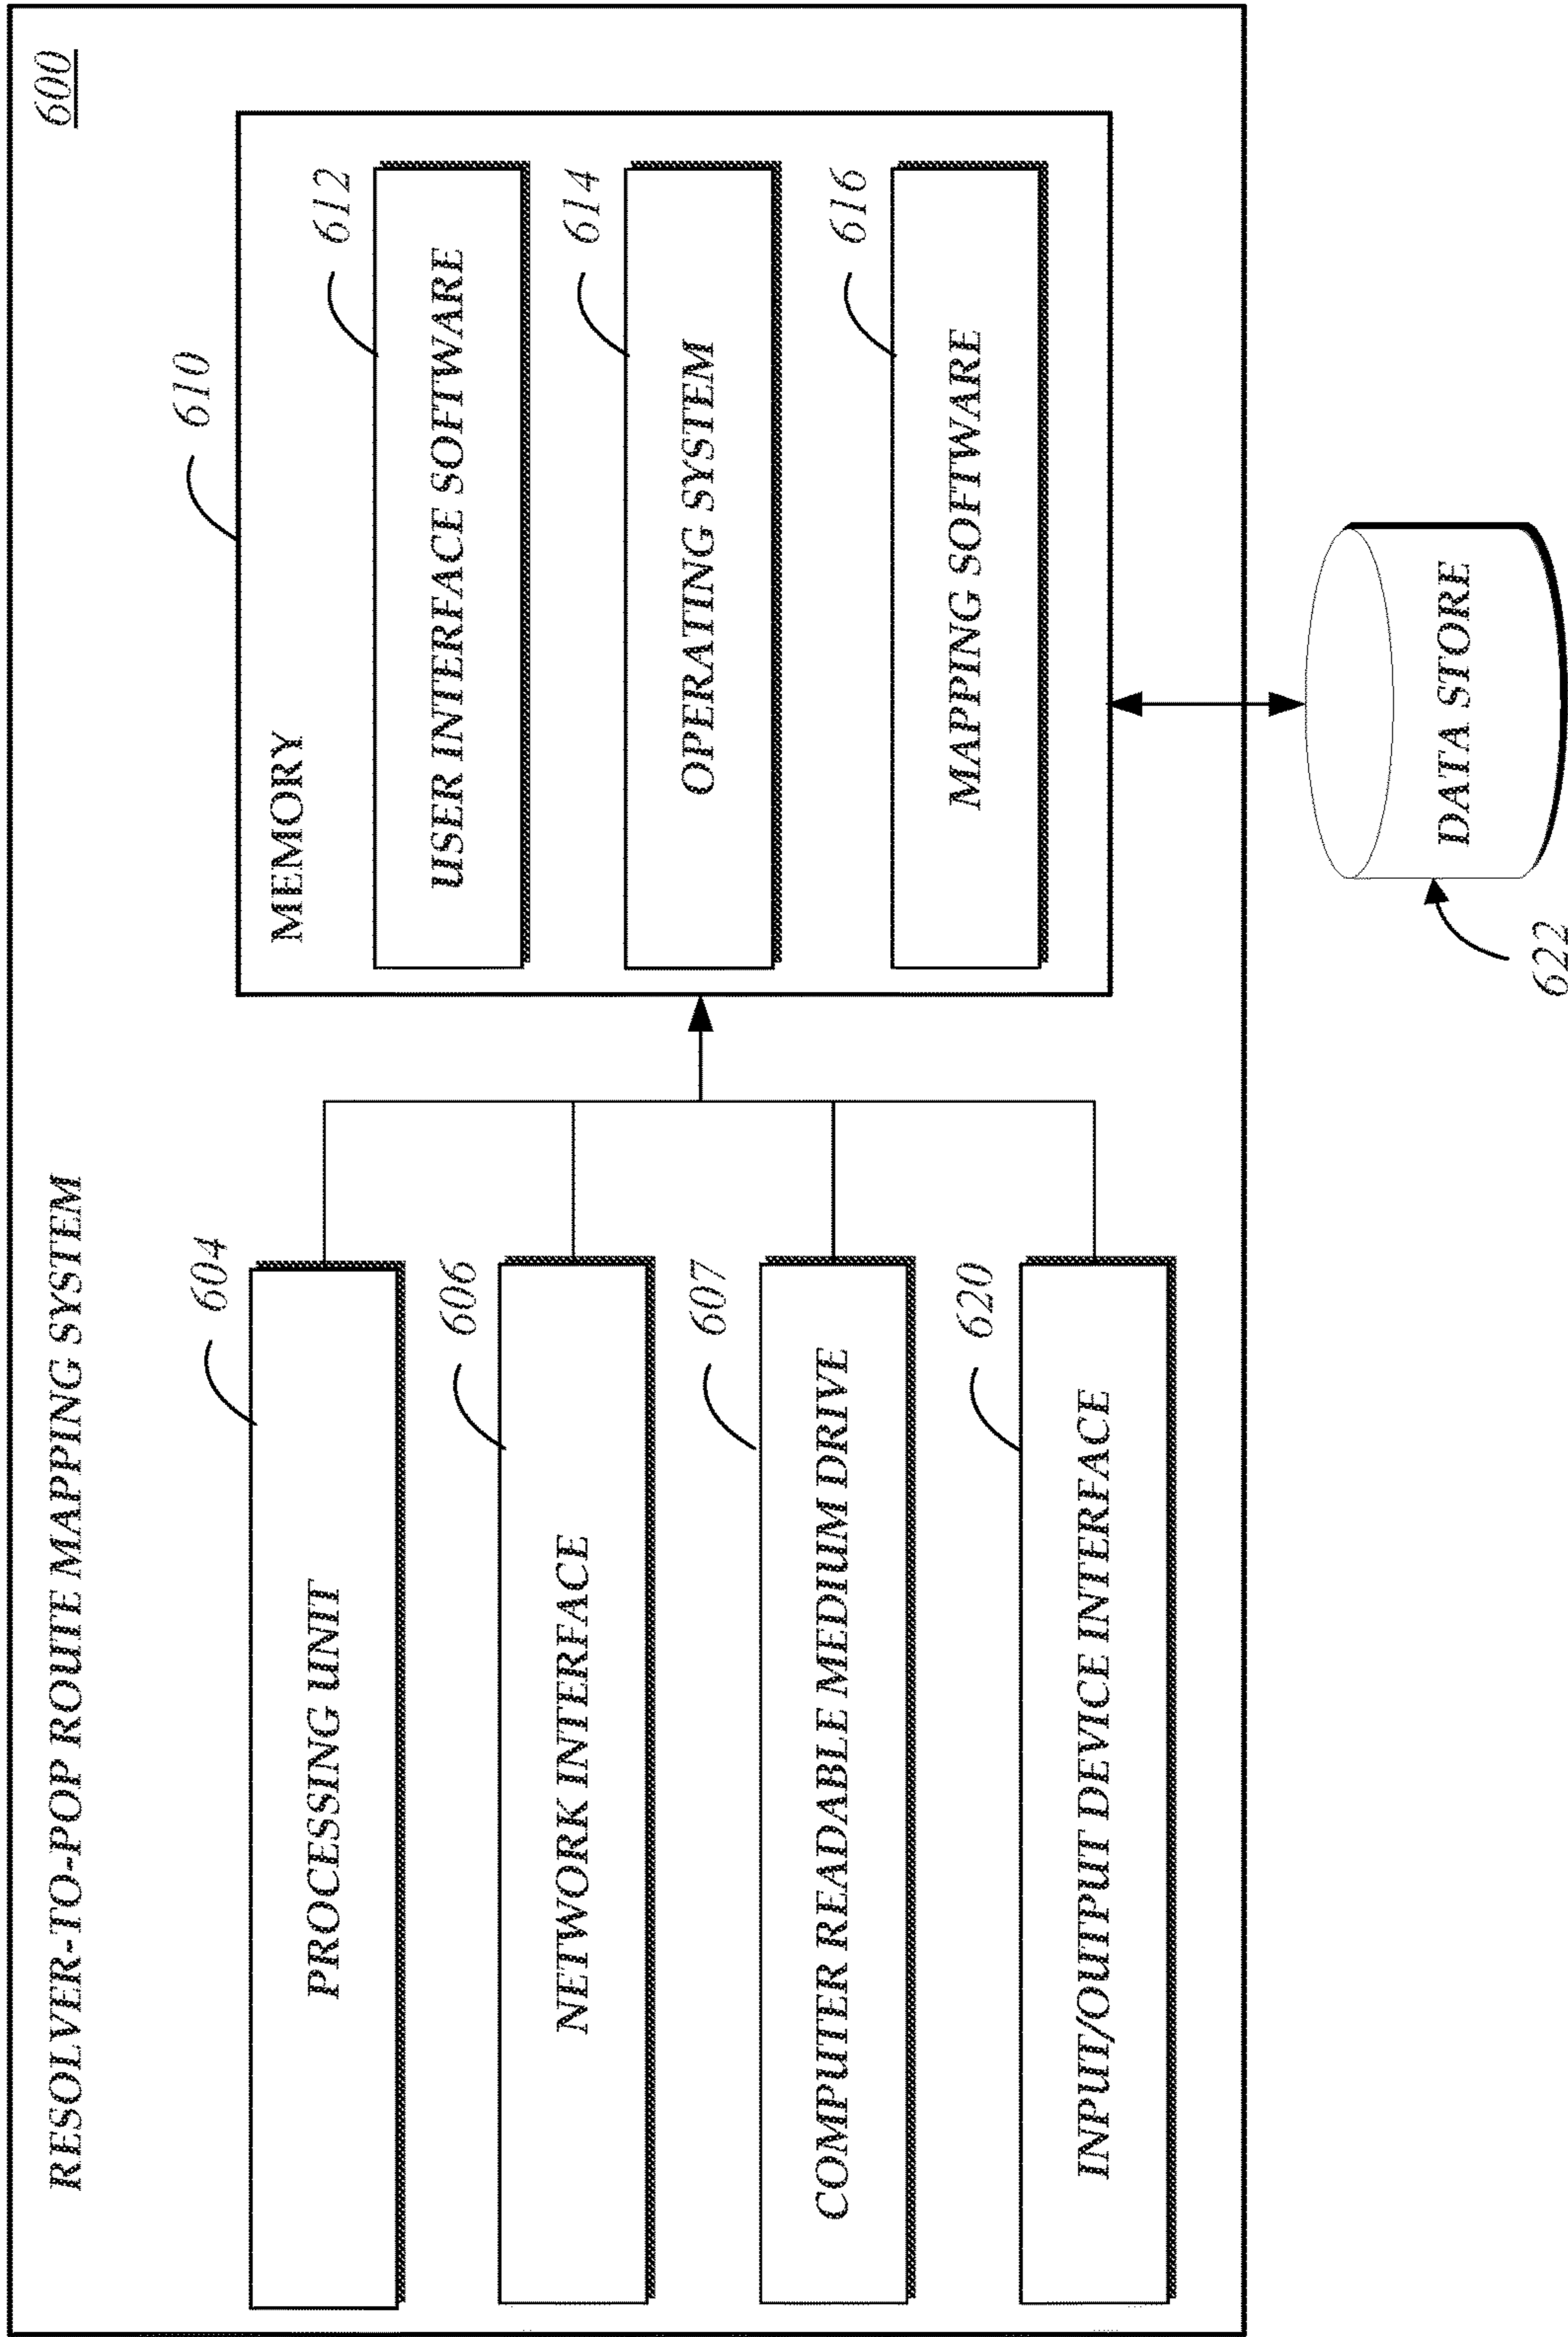 RESOLVER-TO-POP ROUTE MAPPING SYSTEM
600
604
PROCESSING UNIT
606
NETWORK INTERFACE
607
COMPUTER READABLE MEDIUM DRIVE
620
INPUT/OUTPUT DEVICE INTERFACE
610
MEMORY
612
USER INTERFACE SOFTWARE
614
OPERATING SYSTEM
616
MAPPING SOFTWARE
622
DATA STORE